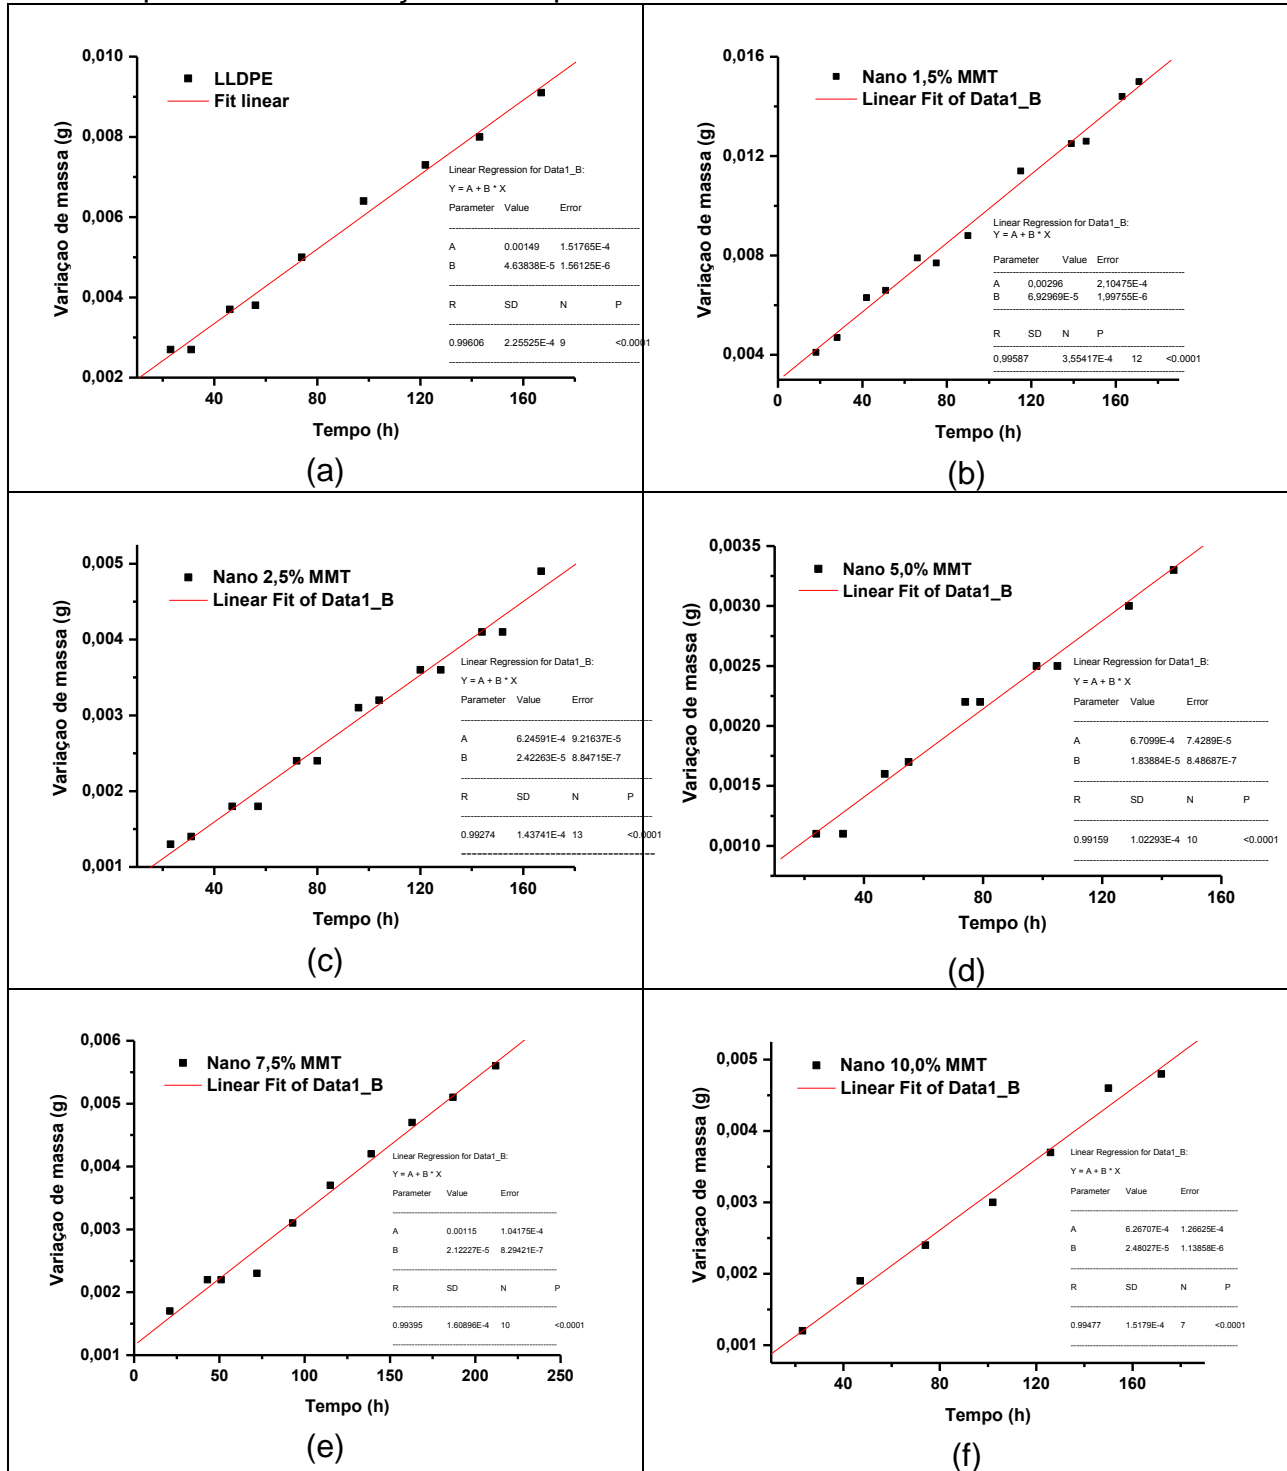 0,010
LLDPE
Fit linear
0,008
0,006
0,004
0,002
Variaçao de massa (g)
Linear Regression for Data1_B:
Y = A + B * X
Parameter Value Error
A 0.00149 1.51765E-4
B 4.63838E-5 1.56125E-6
R SD N P
0.99606 2.25525E-4 9 <0.0001
40 80 120 160
Tempo (h)
(a)
0,016
Nano 1,5% MMT
Linear Fit of Data1_B
0,012
0,008
0,004
Variaçao de massa (g)
Linear Regression for Data1_B:
Y = A + B * X
Parameter Value Error
A 0,00296 2,10475E-4
B 6,92969E-5 1,99755E-6
R SD N P
0,99587 3,55417E-4 12 <0.0001
0 40 80 120 160
Tempo (h)
(b)
0,005
Nano 2,5% MMT
Linear Fit of Data1_B
0,004
0,003
0,002
0,001
Variaçao de massa (g)
Linear Regression for Data1_B:
Y = A + B * X
Parameter Value Error
A 6.24591E-4 9.21637E-5
B 2.42263E-5 8.84715E-7
R SD N P
0.99274 1.43741E-4 13 <0.0001
40 80 120 160
Tempo (h)
(c)
0,0035
Nano 5,0% MMT
Linear Fit of Data1_B
0,0030
0,0025
0,0020
0,0015
0,0010
Variaçao de massa (g)
Linear Regression for Data1_B:
Y = A + B * X
Parameter Value Error
A 6.7099E-4 7.4289E-5
B 1.83884E-5 8.48687E-7
R SD N P
0.99159 1.02293E-4 10 <0.0001
40 80 120 160
Tempo (h)
(d)
0,006
Nano 7,5% MMT
Linear Fit of Data1_B
0,005
0,004
0,003
0,002
0,001
Variaçao de massa (g)
Linear Regression for Data1_B:
Y = A + B * X
Parameter Value Error
A 0.00115 1.04175E-4
B 2.12227E-5 8.29421E-7
R SD N P
0.99395 1.60896E-4 10 <0.0001
0 50 100 150 200 250
Tempo (h)
(e)
0,005
Nano 10,0% MMT
Linear Fit of Data1_B
0,004
0,003
0,002
0,001
Variaçao de massa (g)
Linear Regression for Data1_B:
Y = A + B * X
Parameter Value Error
A 6.26707E-4 1.26625E-4
B 2.48027E-5 1.13858E-6
R SD N P
0.99477 1.5179E-4 7 <0.0001
40 80 120 160
Tempo (h)
(f)